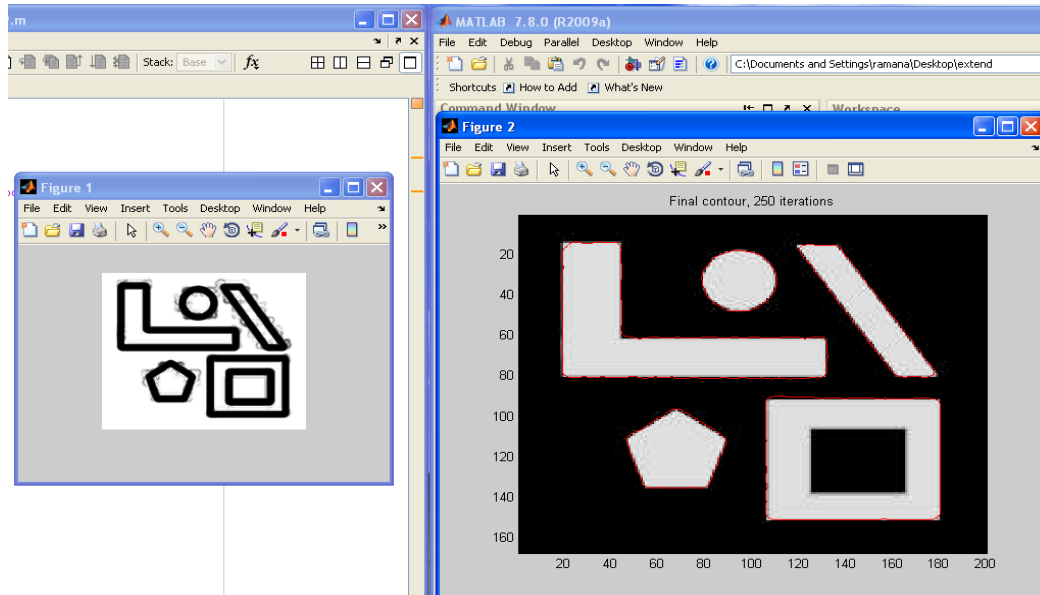 .m
Stack: Base fx
Figure 1
File Edit View Insert Tools Desktop Window Help
MATLAB 7.8.0 (R2009a)
File Edit Debug Parallel Desktop Window Help
C:\Documents and Settings\ramana\Desktop\extend
Shortcuts How to Add What's New
Command Window Workspace
Figure 2
File Edit View Insert Tools Desktop Window Help
Final contour, 250 iterations
20
40
60
80
100
120
140
160
20 40 60 80 100 120 140 160 180 200